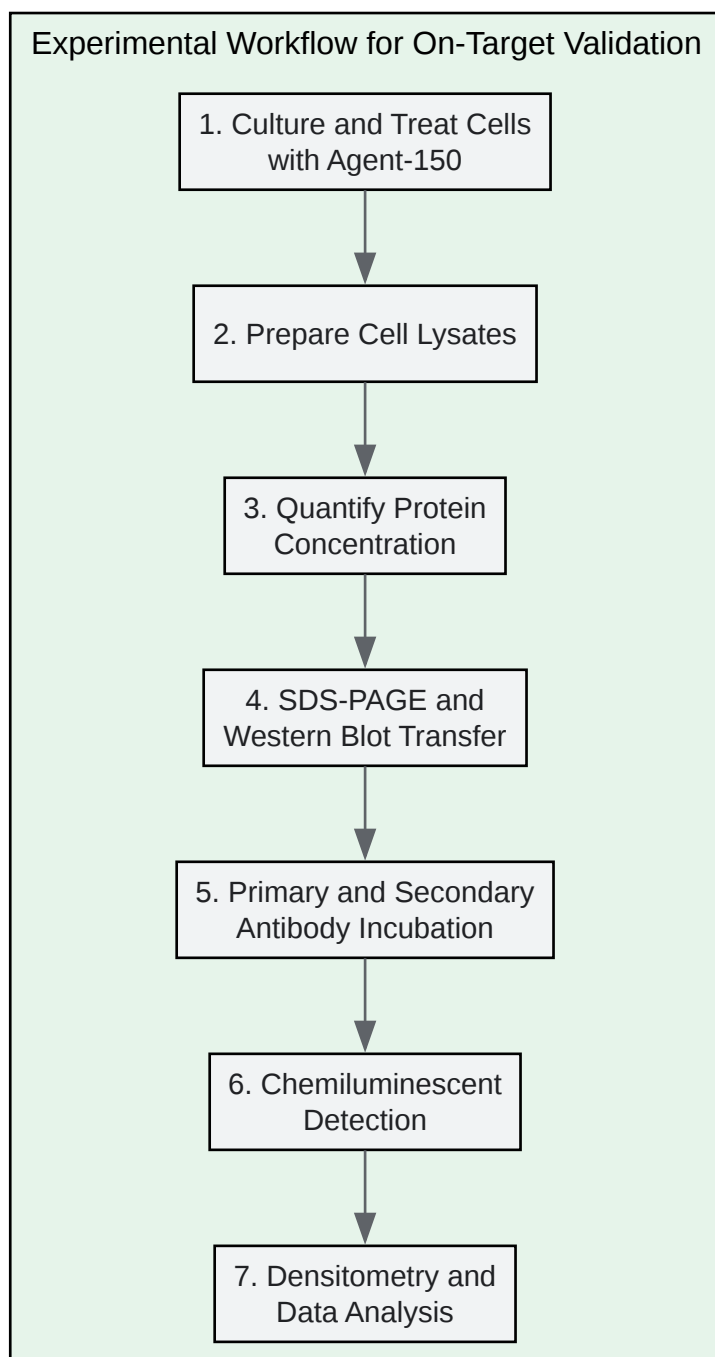 Experimental Workflow for On-Target Validation
1. Culture and Treat Cells
with Agent-150
2. Prepare Cell Lysates
3. Quantify Protein
Concentration
4. SDS-PAGE and
Western Blot Transfer
5. Primary and Secondary
Antibody Incubation
6. Chemiluminescent
Detection
7. Densitometry and
Data Analysis